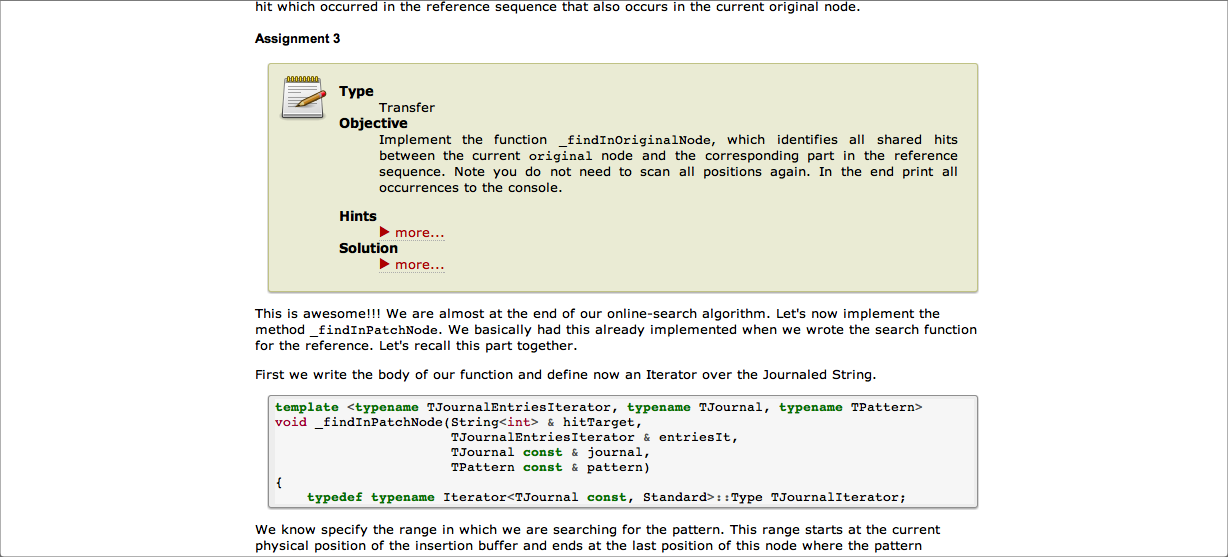 hit which occurred in the reference sequence that also occurs in the current original node.
Assignment 3
Type
Transfer
Objective
Implement the function _findInOriginalNode, which identifies all shared hits
between the current original node and the corresponding part in the reference
sequence. Note you do not need to scan all positions again. In the end print all
occurrences to the console.
Hints
more...
Solution
more...
This is awesome!!! We are almost at the end of our online-search algorithm. Let's now implement the
method _findInPatchNode. We basically had this already implemented when we wrote the search function
for the reference. Let's recall this part together.
First we write the body of our function and define now an Iterator over the Journaled String.
template <typename TJournalEntriesIterator, typename TJournal, typename TPattern>
void _findInPatchNode(String<int> & hitTarget,
TJournalEntriesIterator & entriesIt,
TJournal const & journal,
TPattern const & pattern)
{
typedef typename Iterator<TJournal const, Standard>::Type TJournalIterator;
We know specify the range in which we are searching for the pattern. This range starts at the current
physical position of the insertion buffer and ends at the last position of this node where the pattern